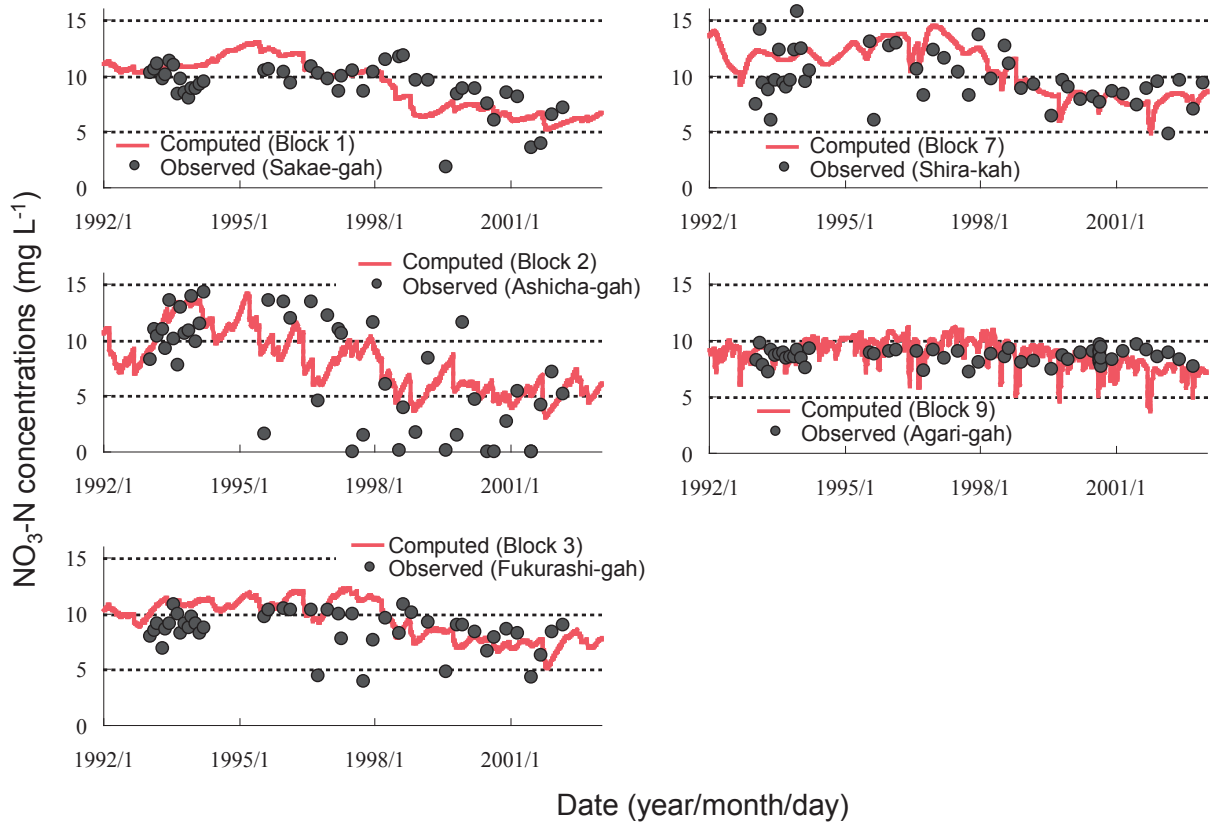 NO₃-N concentrations (mg L⁻¹)
15
10
5
0
Computed (Block 1)
Observed (Sakae-gah)
1992/1 1995/1 1998/1 2001/1
15
10
5
0
Computed (Block 7)
Observed (Shira-kah)
1992/1 1995/1 1998/1 2001/1
Computed (Block 2)
Observed (Ashicha-gah)
15
10
5
0
1992/1 1995/1 1998/1 2001/1
15
10
5
0
Computed (Block 9)
Observed (Agari-gah)
1992/1 1995/1 1998/1 2001/1
Computed (Block 3)
Observed (Fukurashi-gah)
15
10
5
0
1992/1 1995/1 1998/1 2001/1
Date (year/month/day)